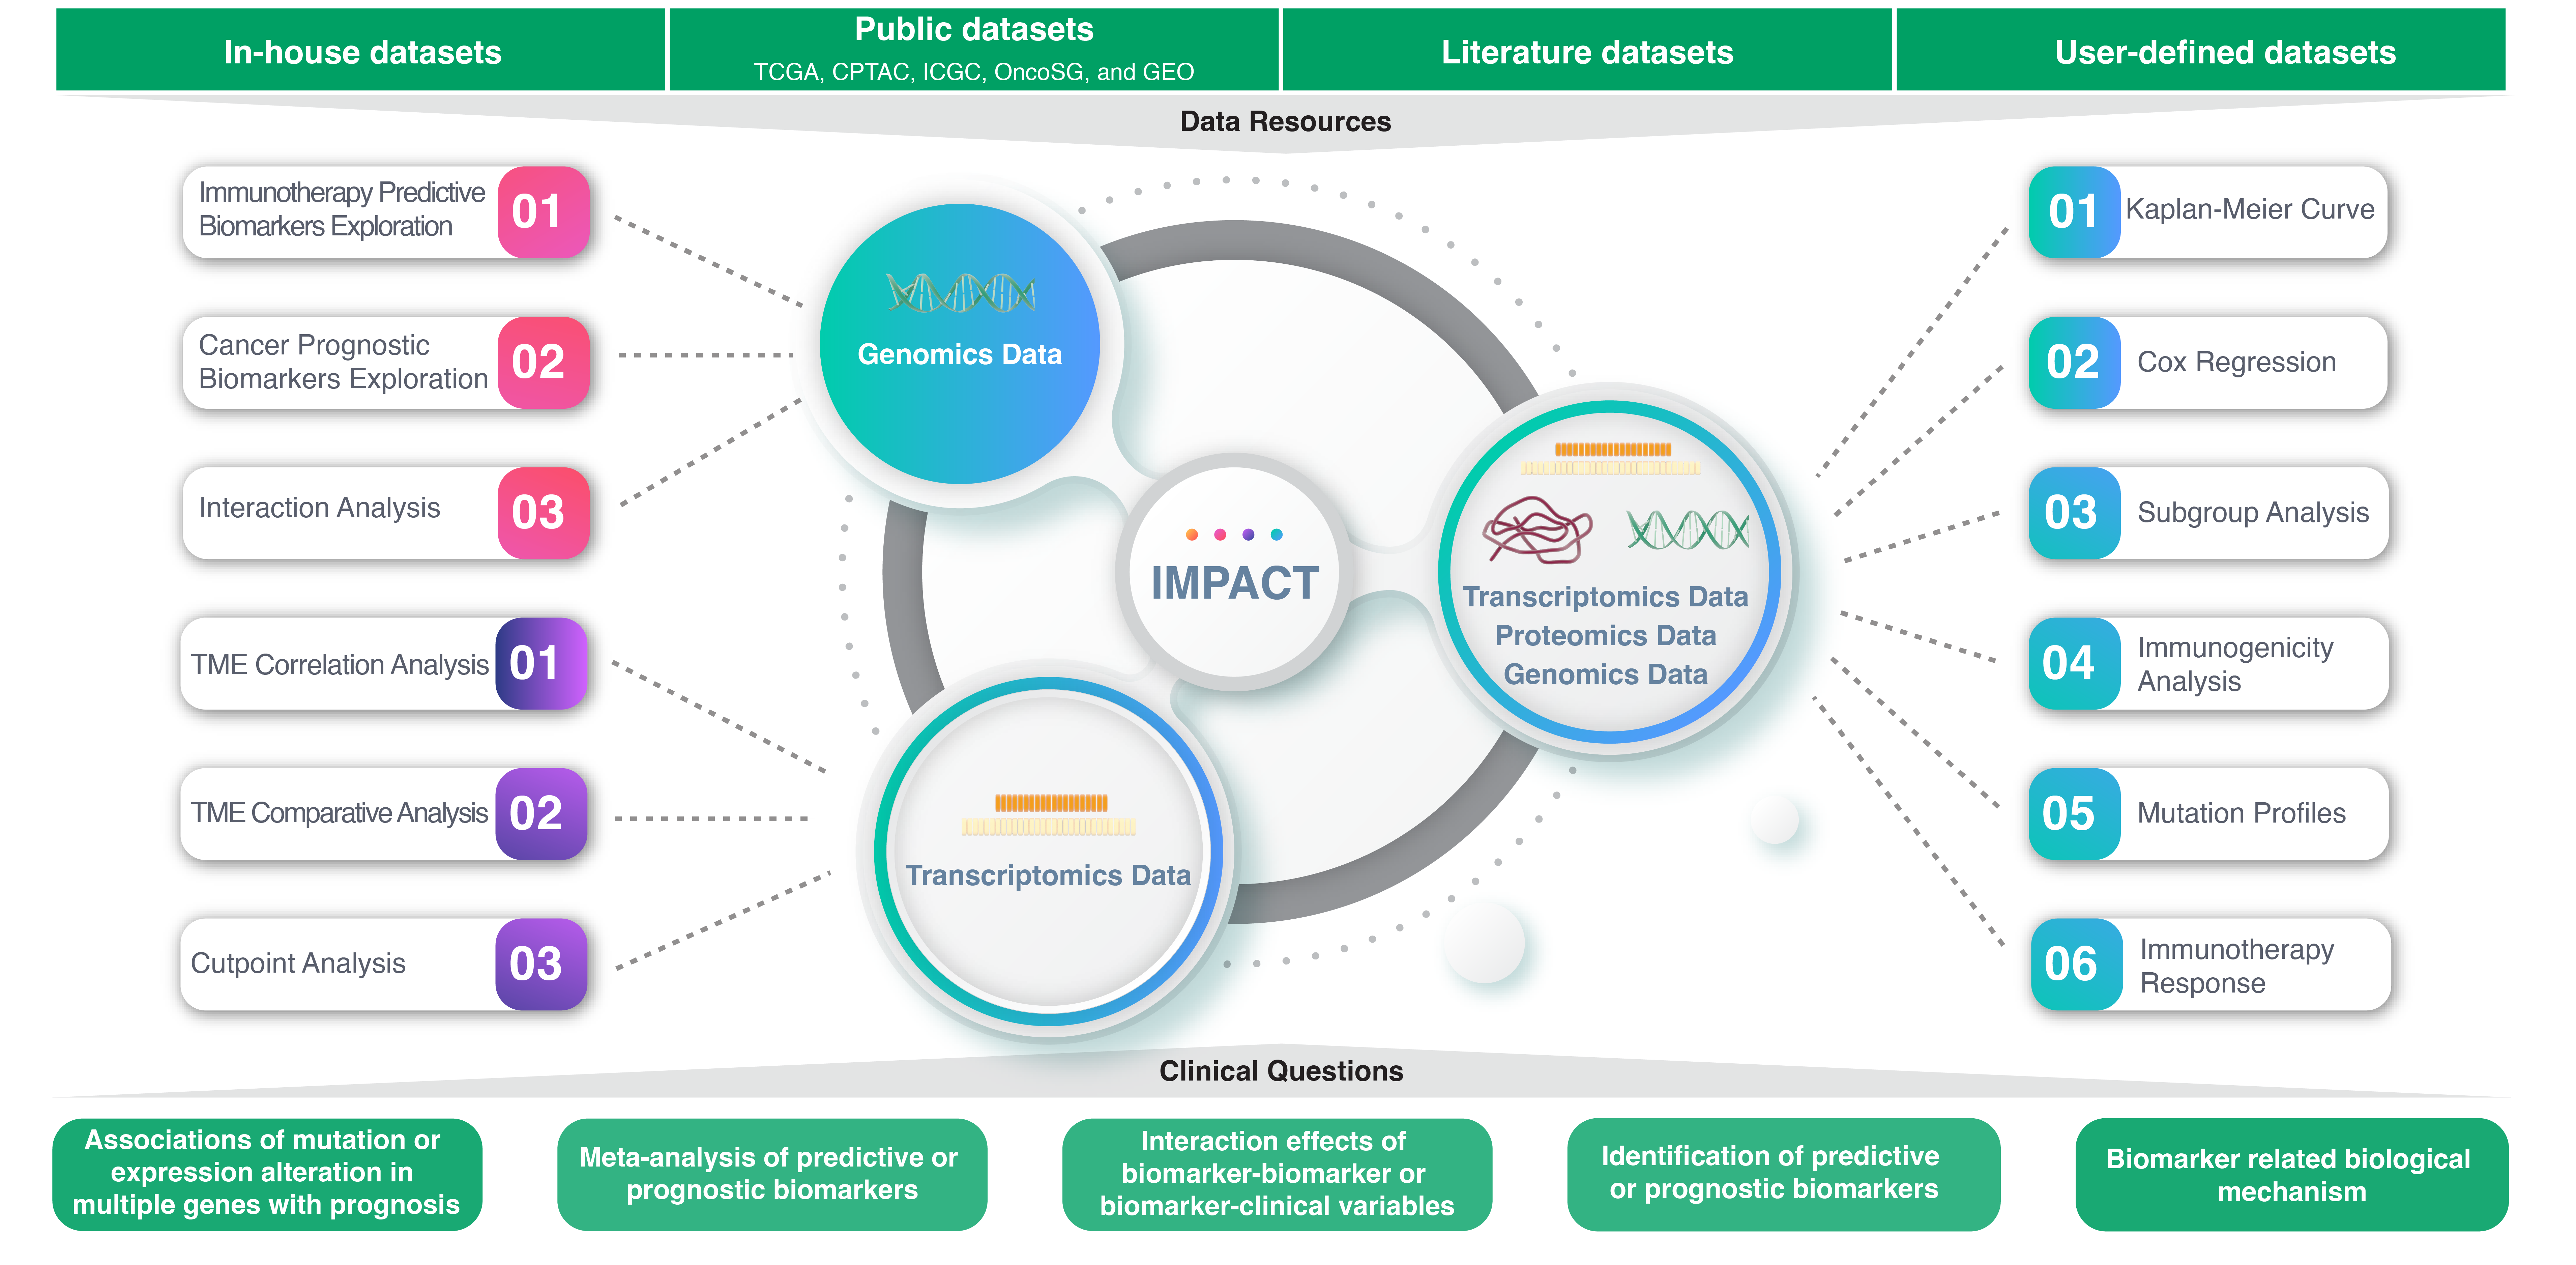 In-house datasets
Public datasets
TCGA, CPTAC, ICGC, OncoSG, and GEO
Literature datasets
User-defined datasets
Data Resources
Immunotherapy Predictive
Biomarkers Exploration
01
Cancer Prognostic
Biomarkers Exploration
02
Interaction Analysis
03
TME Correlation Analysis
01
TME Comparative Analysis
02
Cutpoint Analysis
03
Genomics Data
IMPACT
Transcriptomics Data
Proteomics Data
Genomics Data
Transcriptomics Data
01
Kaplan-Meier Curve
02
Cox Regression
03
Subgroup Analysis
04
Immunogenicity
Analysis
05
Mutation Profiles
06
Immunotherapy
Response
Clinical Questions
Associations of mutation or
expression alteration in
multiple genes with prognosis
Meta-analysis of predictive or
prognostic biomarkers
Interaction effects of
biomarker-biomarker or
biomarker-clinical variables
Identification of predictive
or prognostic biomarkers
Biomarker related biological
mechanism